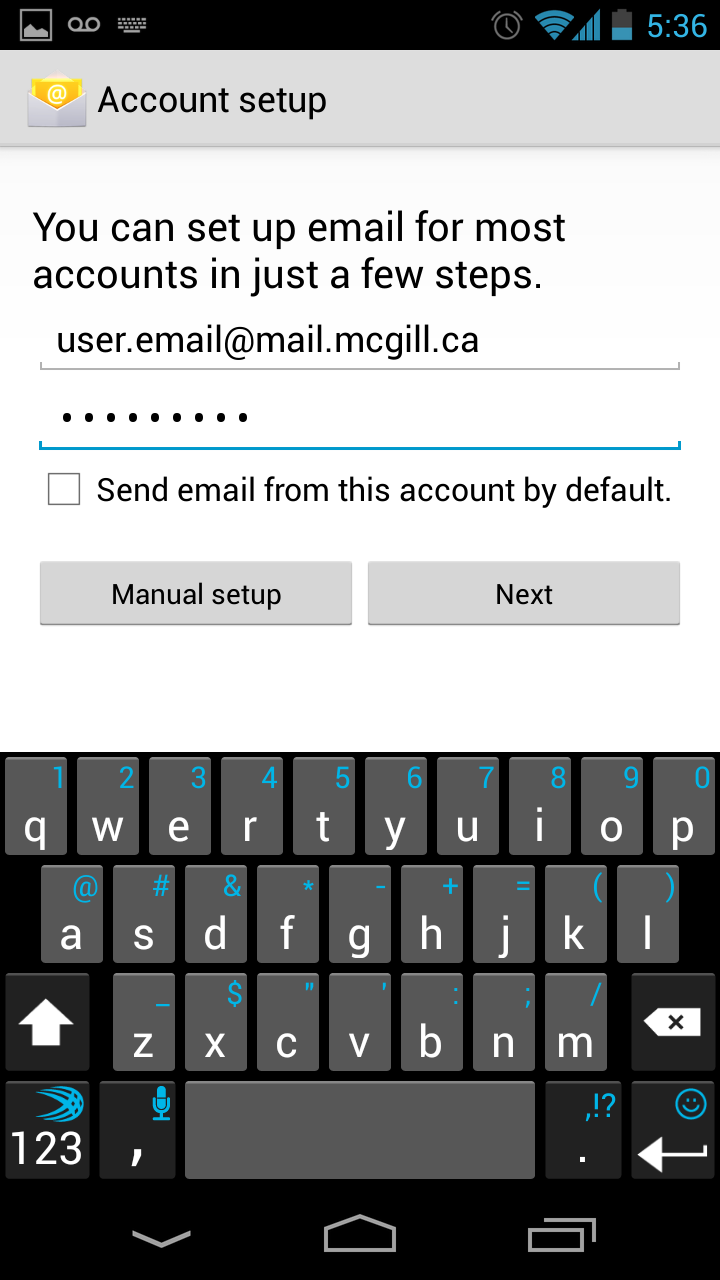 5:36
@ Account setup
You can set up email for most
accounts in just a few steps.
user.email@mail.mcgill.ca
•••••••••
Send email from this account by default.
Manual setup Next
1 2 3 4 5 6 7 8 9 0
q w e r t y u i o p
@ # & * - + = ( )
a s d f g h j k l
_ $ " ' : ; /
z x c v b n m
,!?
123 , .